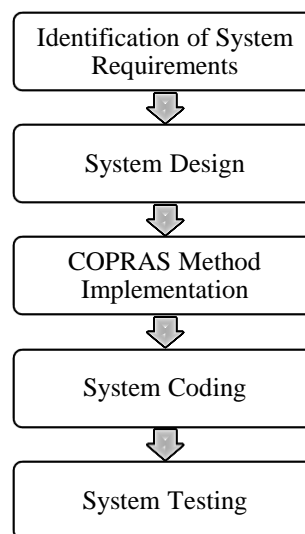 Identification of System
Requirements
System Design
COPRAS Method
Implementation
System Coding
System Testing